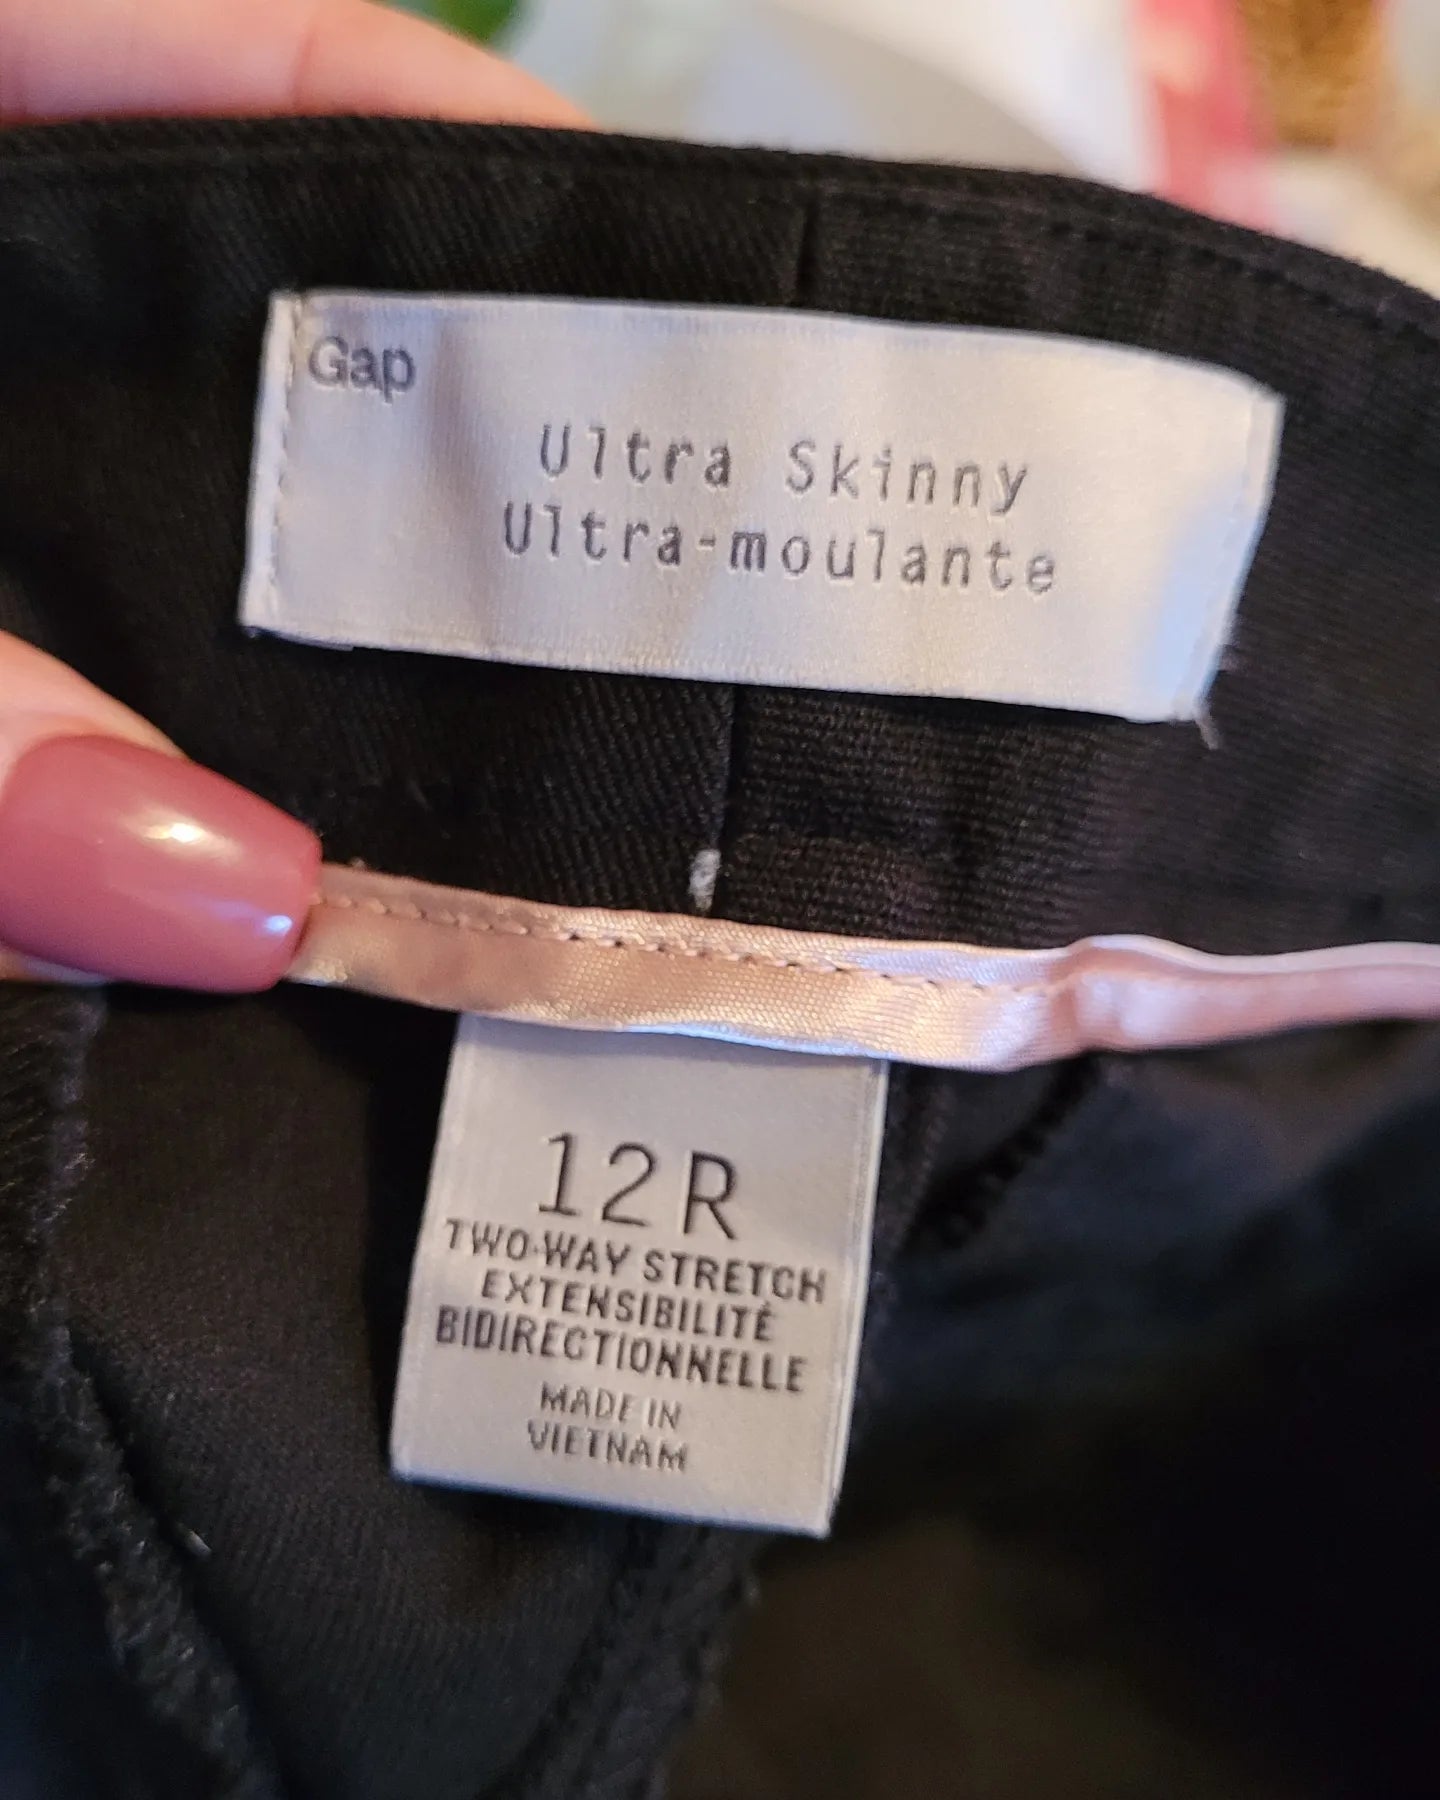 Gap
Ultra Skinny
Ultra-moulante
12R
TWO-WAY STRETCH
EXTENSIBILITÉ
BIDIRECTIONNELLE
MADE IN
VIETNAM